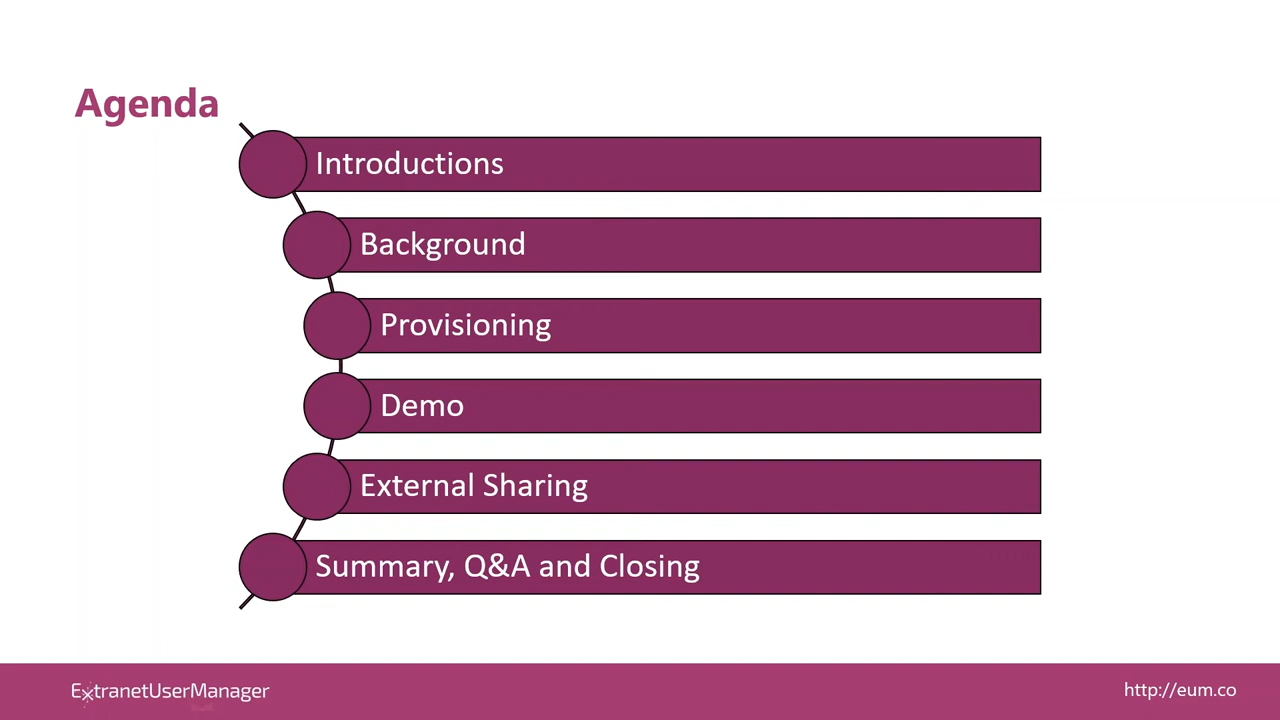 Agenda
Introductions
Background
Provisioning
Demo
External Sharing
Summary, Q&A and Closing
ExtranetUserManager
http://eum.co